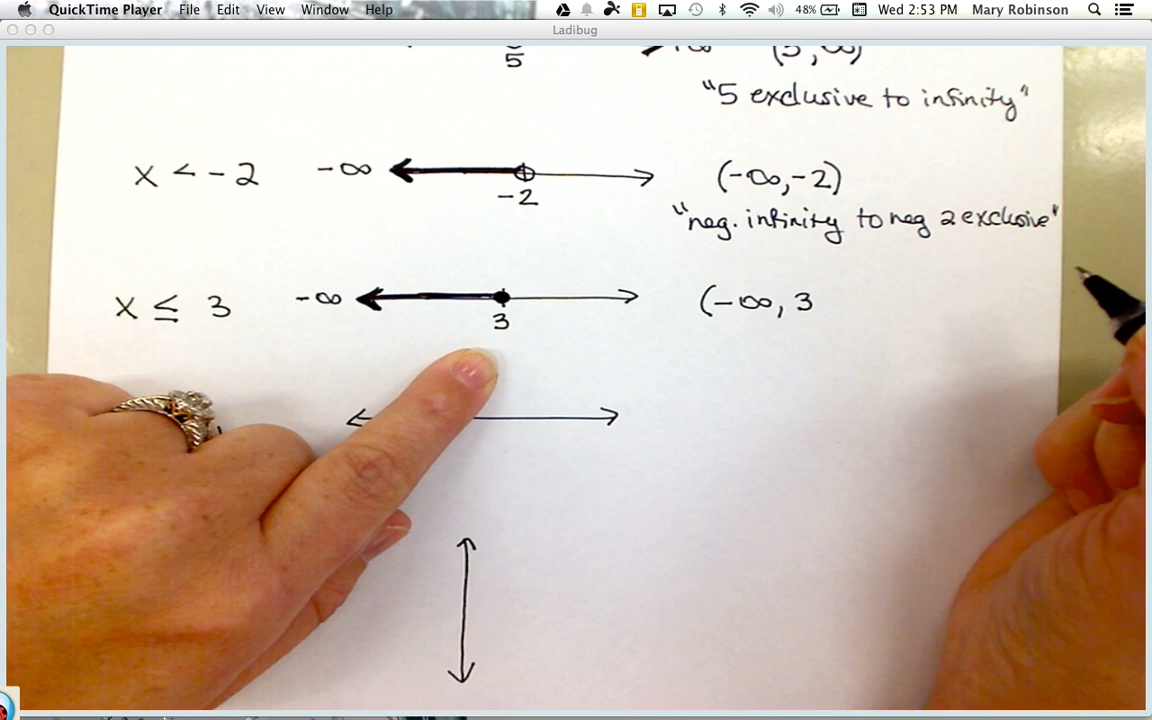 QuickTime Player File Edit View Window Help 48% Wed 2:53 PM Mary Robinson
Ladibug
5
"5 exclusive to infinity"
x < -2 -∞ -2 (-∞, -2)
"neg. infinity to neg 2 exclusive"
x ≤ 3 -∞ 3 (-∞, 3